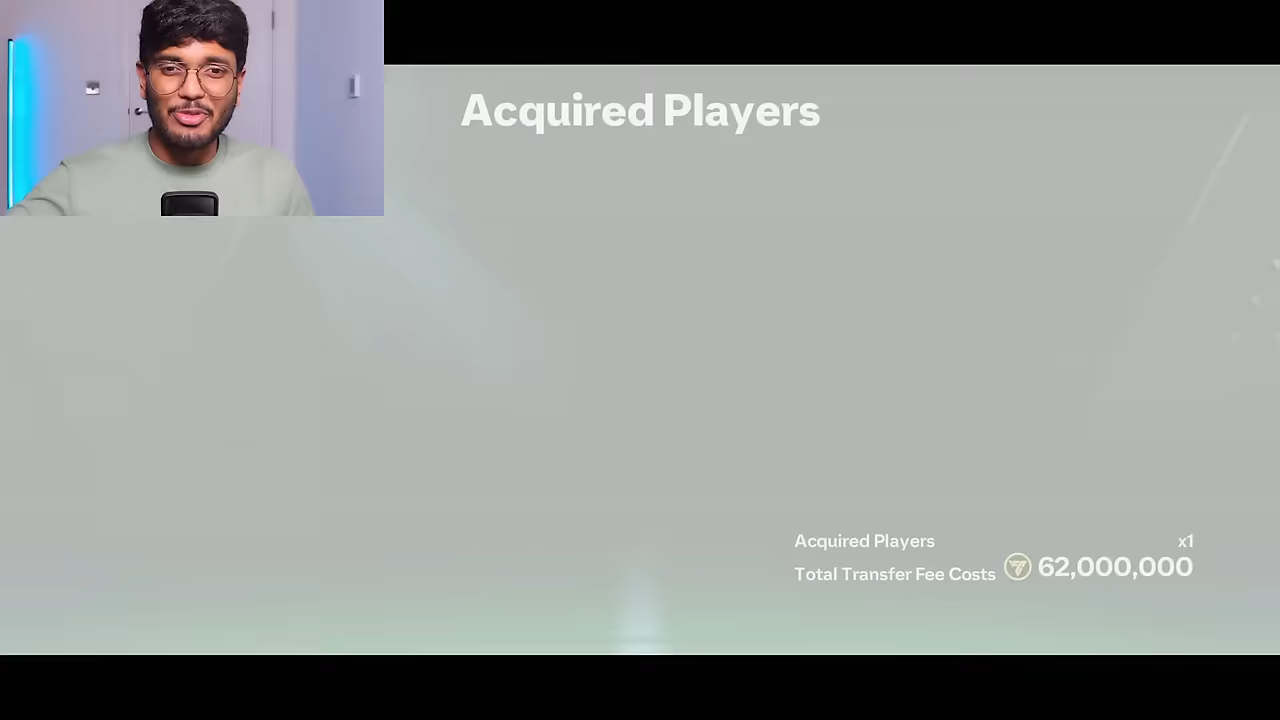 Acquired Players
Acquired Players x1
Total Transfer Fee Costs 62,000,000